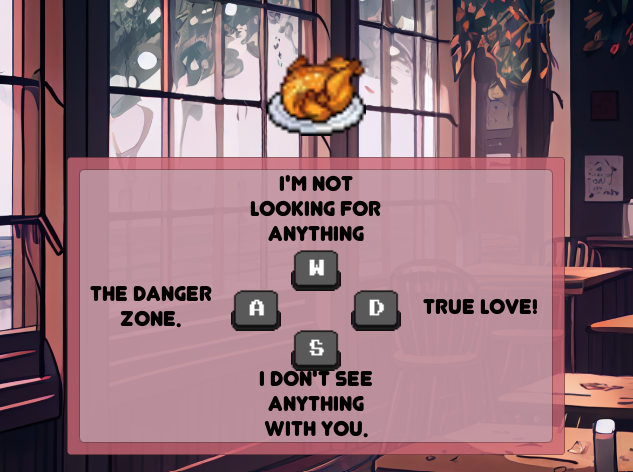 I'M NOT
LOOKING FOR
ANYTHING
W
THE DANGER
ZONE.
A
D
TRUE LOVE!
S
I DON'T SEE
ANYTHING
WITH YOU.